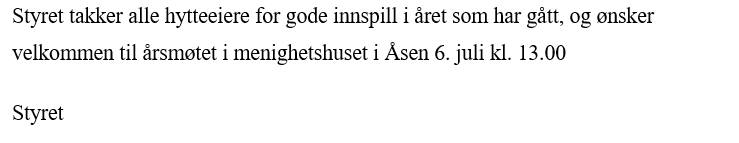 Styret takker alle hytteeiere for gode innspill i året som har gått, og ønsker
velkommen til årsmøtet i menighetshuset i Åsen 6. juli kl. 13.00
Styret